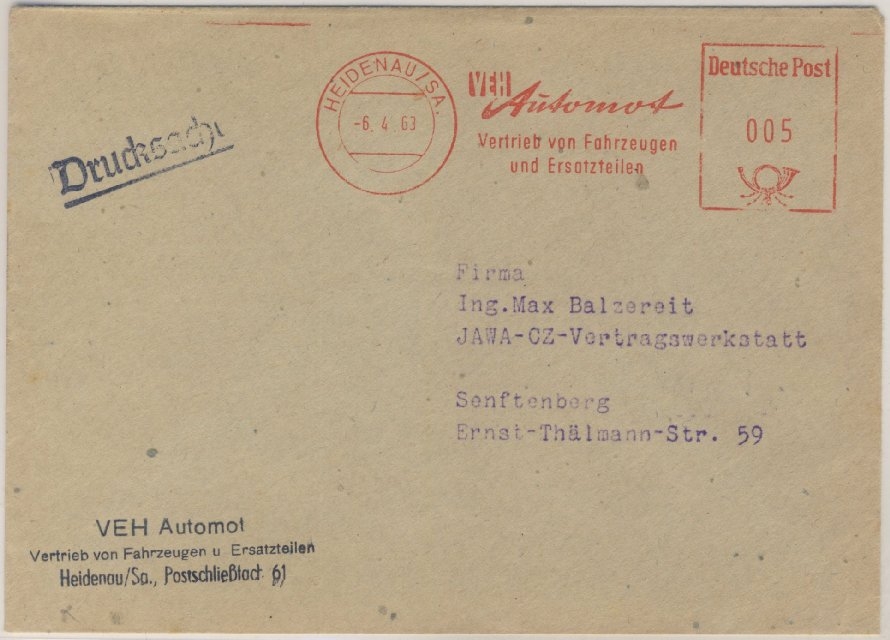 HEIDENAU/SA.
-6. 4. 63
VEH
Automot
Vertrieb von Fahrzeugen
und Ersatzteilen
Deutsche Post
005
Drucksache
Firma
Ing.Max Balzereit
JAWA-CZ-Vertragswerkstatt
Senftenberg
Ernst-Thälmann-Str. 59
VEH Automot
Vertrieb von Fahrzeugen u Ersatzteilen
Heidenau/Sa., Postschließfach 61